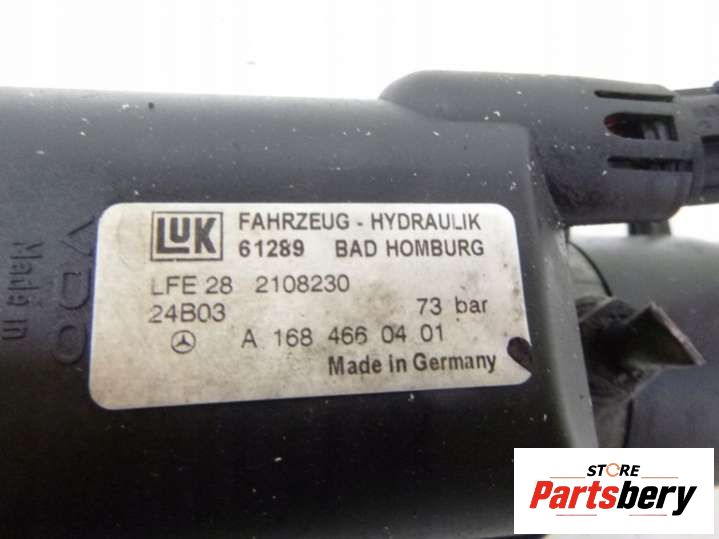 LuK FAHRZEUG - HYDRAULIK
61289 BAD HOMBURG
LFE 28 2108230
24B03 73 bar
A 168 466 04 01
Made in Germany
VDO
Made in
STORE
Partsbery